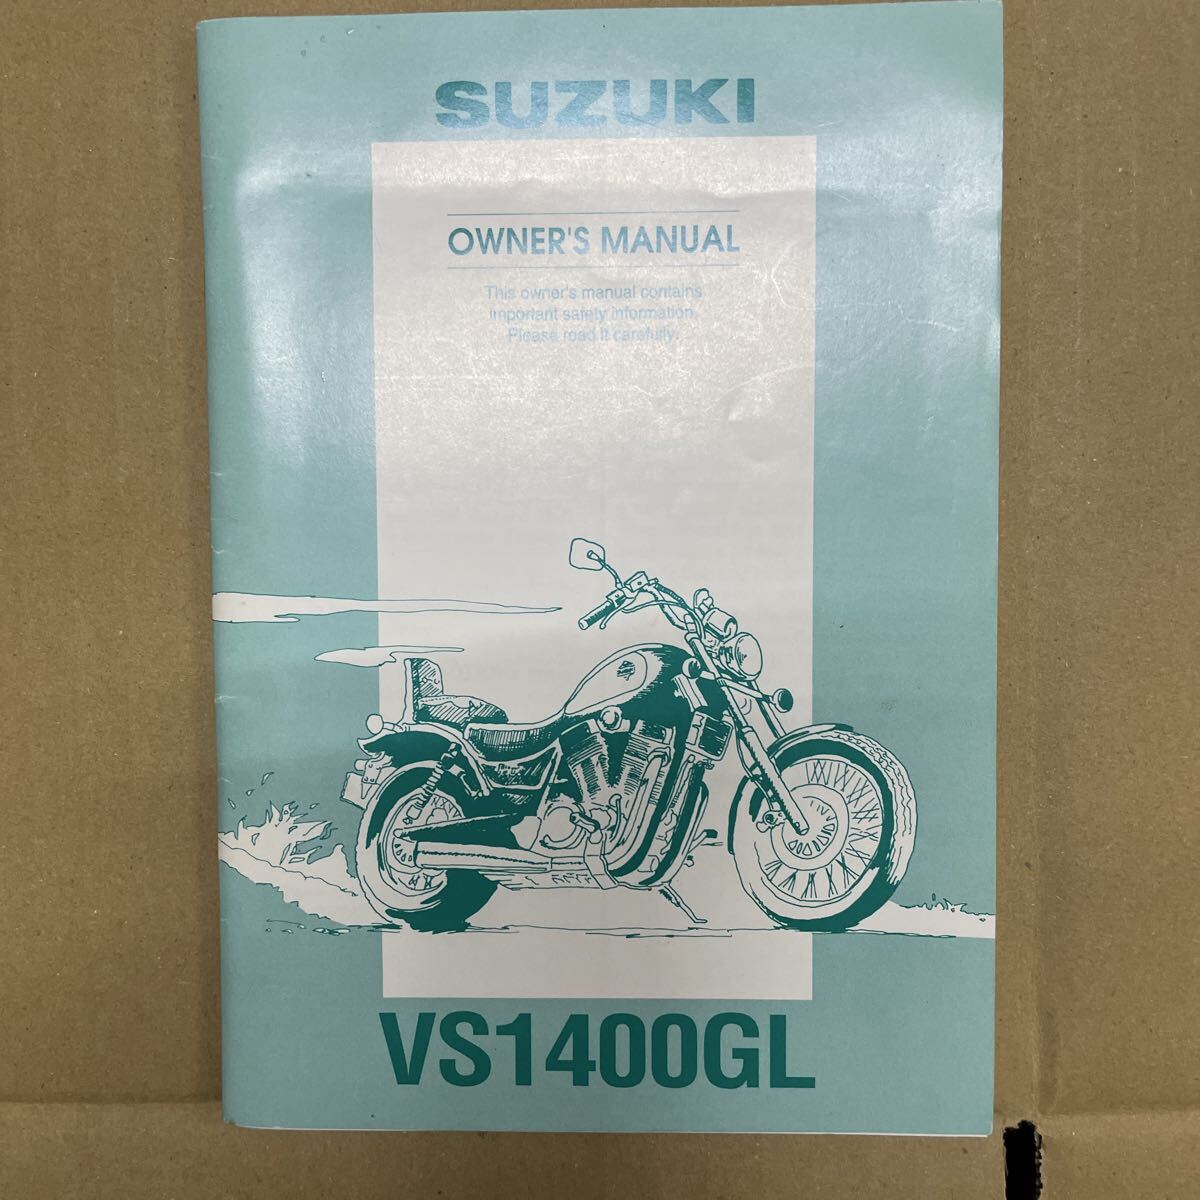 SUZUKI
OWNER'S MANUAL
This owner's manual contains
important safety information.
Please read it carefully.
VS1400GL